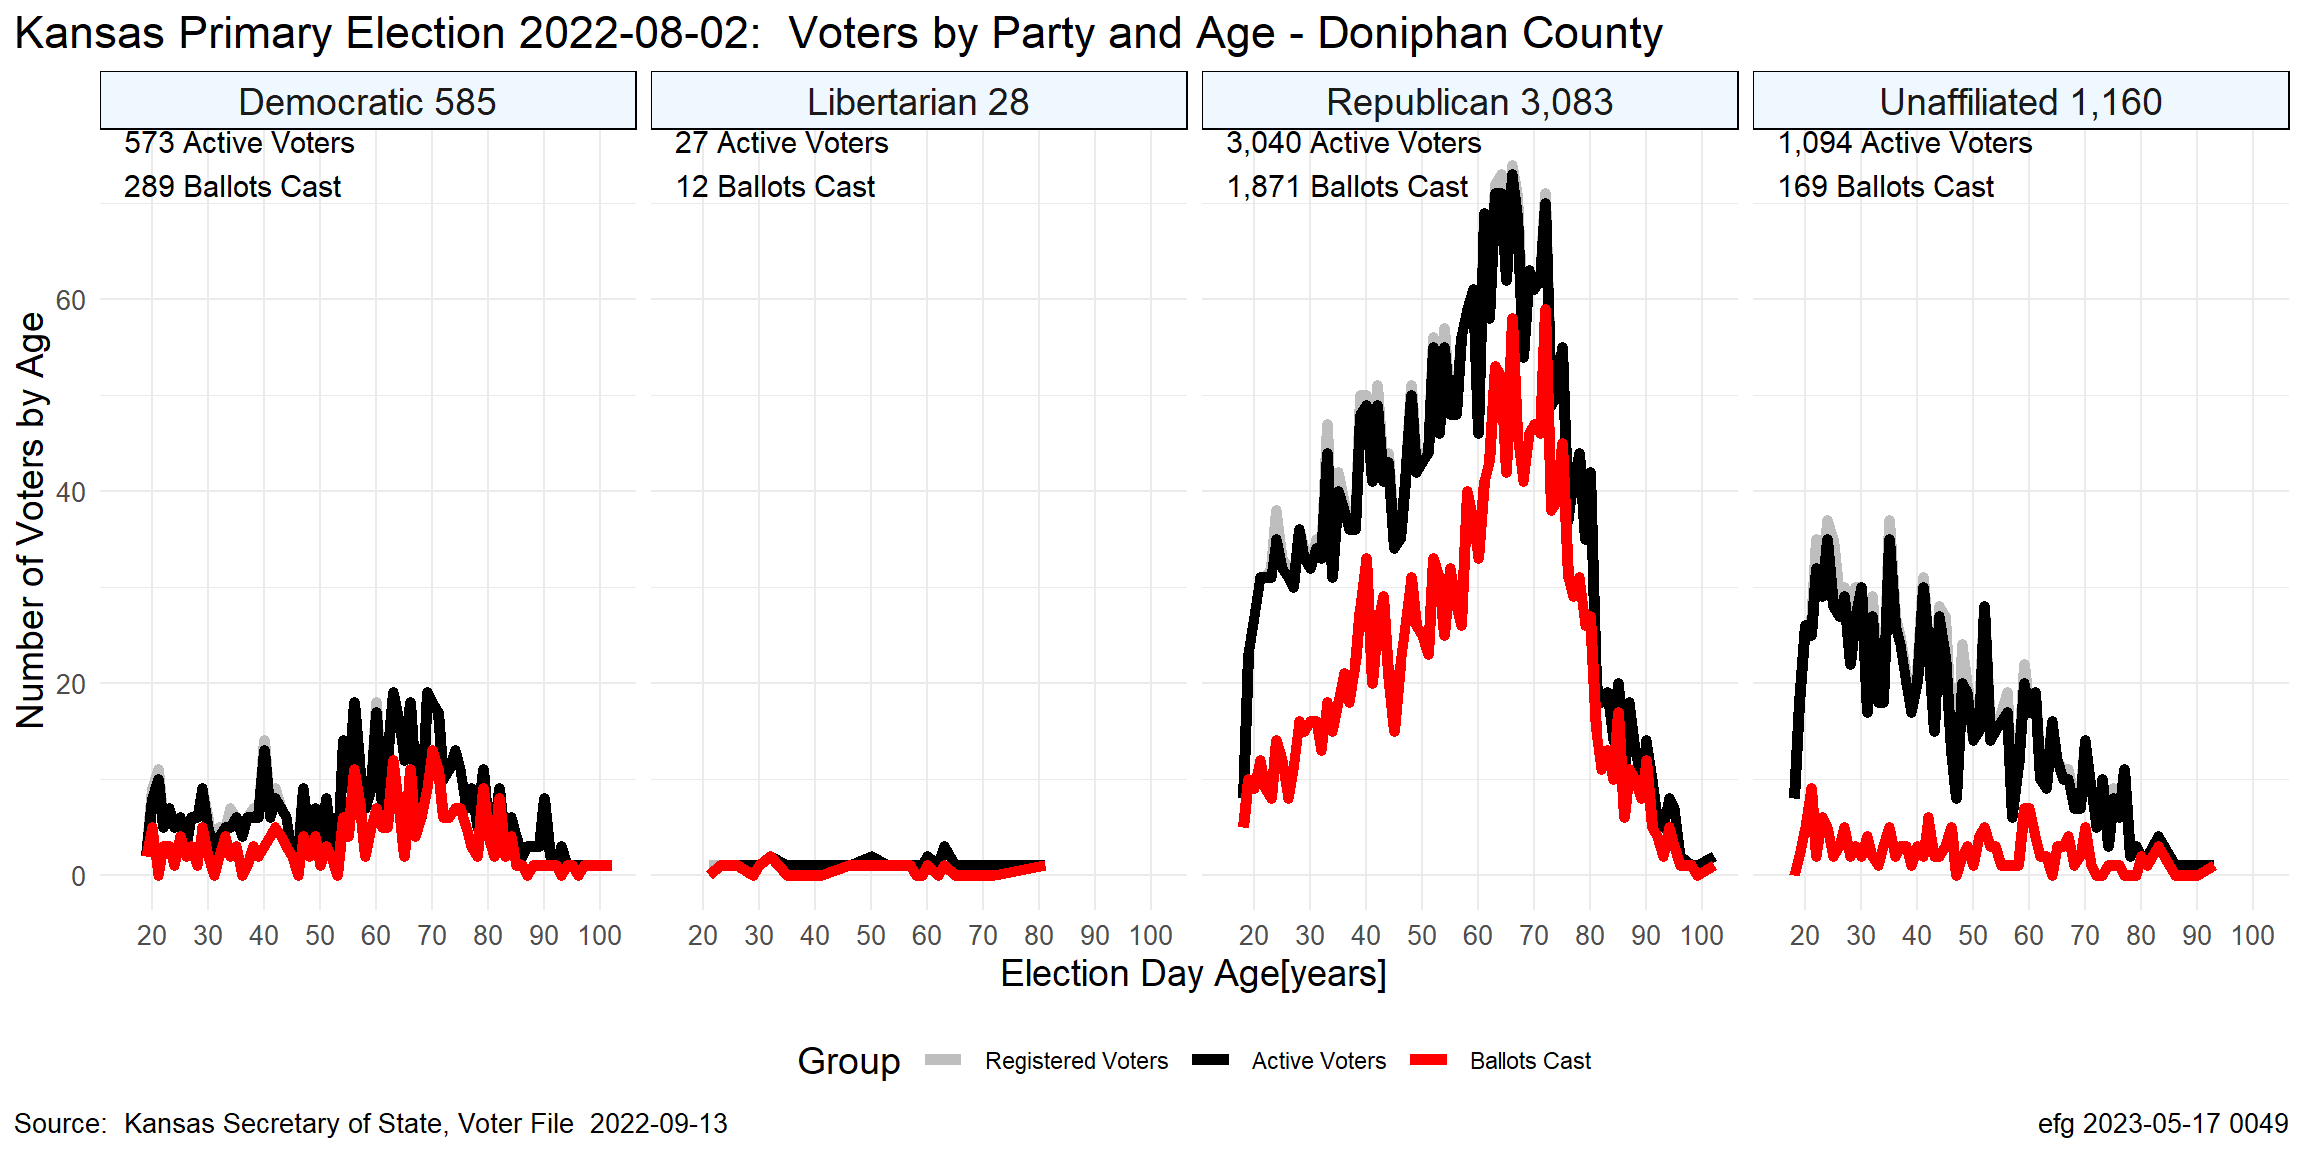 Kansas Primary Election 2022-08-02:  Voters by Party and Age - Doniphan County
Democratic 585
Libertarian 28
Republican 3,083
Unaffiliated 1,160
573 Active Voters
289 Ballots Cast
27 Active Voters
12 Ballots Cast
3,040 Active Voters
1,871 Ballots Cast
1,094 Active Voters
169 Ballots Cast
Number of Voters by Age
60
40
20
0
20 30 40 50 60 70 80 90 100
20 30 40 50 60 70 80 90 100
20 30 40 50 60 70 80 90 100
20 30 40 50 60 70 80 90 100
Election Day Age[years]
Group Registered Voters Active Voters Ballots Cast
Source:  Kansas Secretary of State, Voter File  2022-09-13
efg 2023-05-17 0049